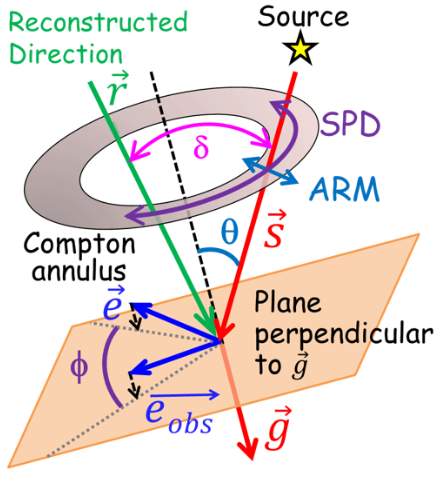 Source
Reconstructed
Direction
r⃗
SPD
δ
ARM
Compton
annulus
θ
s⃗
e⃗
Plane
perpendicular
to g⃗
ϕ
e_obs⃗
g⃗